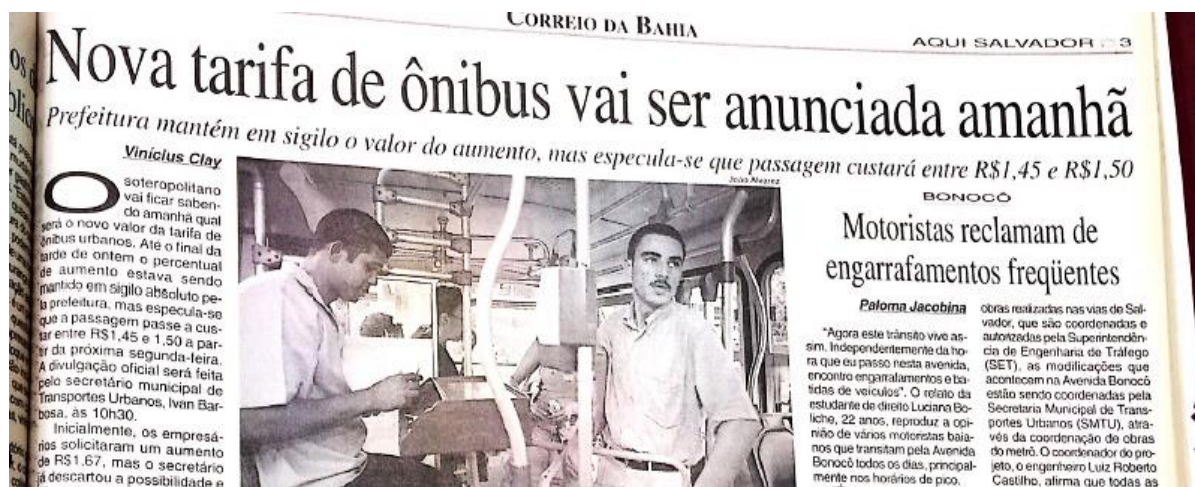 CORREIO DA BAHIA
AQUI SALVADOR 3
Nova tarifa de ônibus vai ser anunciada amanhã
Prefeitura mantém em sigilo o valor do aumento, mas especula-se que passagem custará entre R$1,45 e R$1,50
Vinícius Clay
O soteropolitano
vai ficar saben-
do amanhã qual
será o novo valor da tarifa de
ônibus urbanos. Até o final da
tarde de ontem o percentual
de aumento estava sendo
mantido em sigilo absoluto pe-
la prefeitura, mas especula-se
que a passagem passe a cus-
tar entre R$1,45 e 1,50 a par-
tir da próxima segunda-feira.
A divulgação oficial será feita
pelo secretário municipal de
Transportes Urbanos, Ivan Bar-
bosa, às 10h30.
Inicialmente, os empresá-
rios solicitaram um aumento
de R$1,67, mas o secretário
já descartou a possibilidade e
João Alvarez
BONOCÔ
Motoristas reclamam de
engarrafamentos freqüentes
Paloma Jacobina
"Agora este trânsito vive as-
sim. Independentemente da ho-
ra que eu passo nesta avenida,
encontro engarrafamentos e ba-
tidas de veículos". O relato da
estudante de direito Luciana Bo-
liche, 22 anos, reproduz a opi-
nião de vários motoristas baia-
nos que transitam pela Avenida
Bonocô todos os dias, principal-
mente nos horários de pico.
obras realizadas nas vias de Sal-
vador, que são coordenadas e
autorizadas pela Superintendên-
cia de Engenharia de Tráfego
(SET), as modificações que
acontecem na Avenida Bonocô
estão sendo coordenadas pela
Secretaria Municipal de Trans-
portes Urbanos (SMTU), atra-
vés da coordenação de obras
do metrô. O coordenador do pro-
jeto, o engenheiro Luiz Roberto
Castilho, afirma que todas as